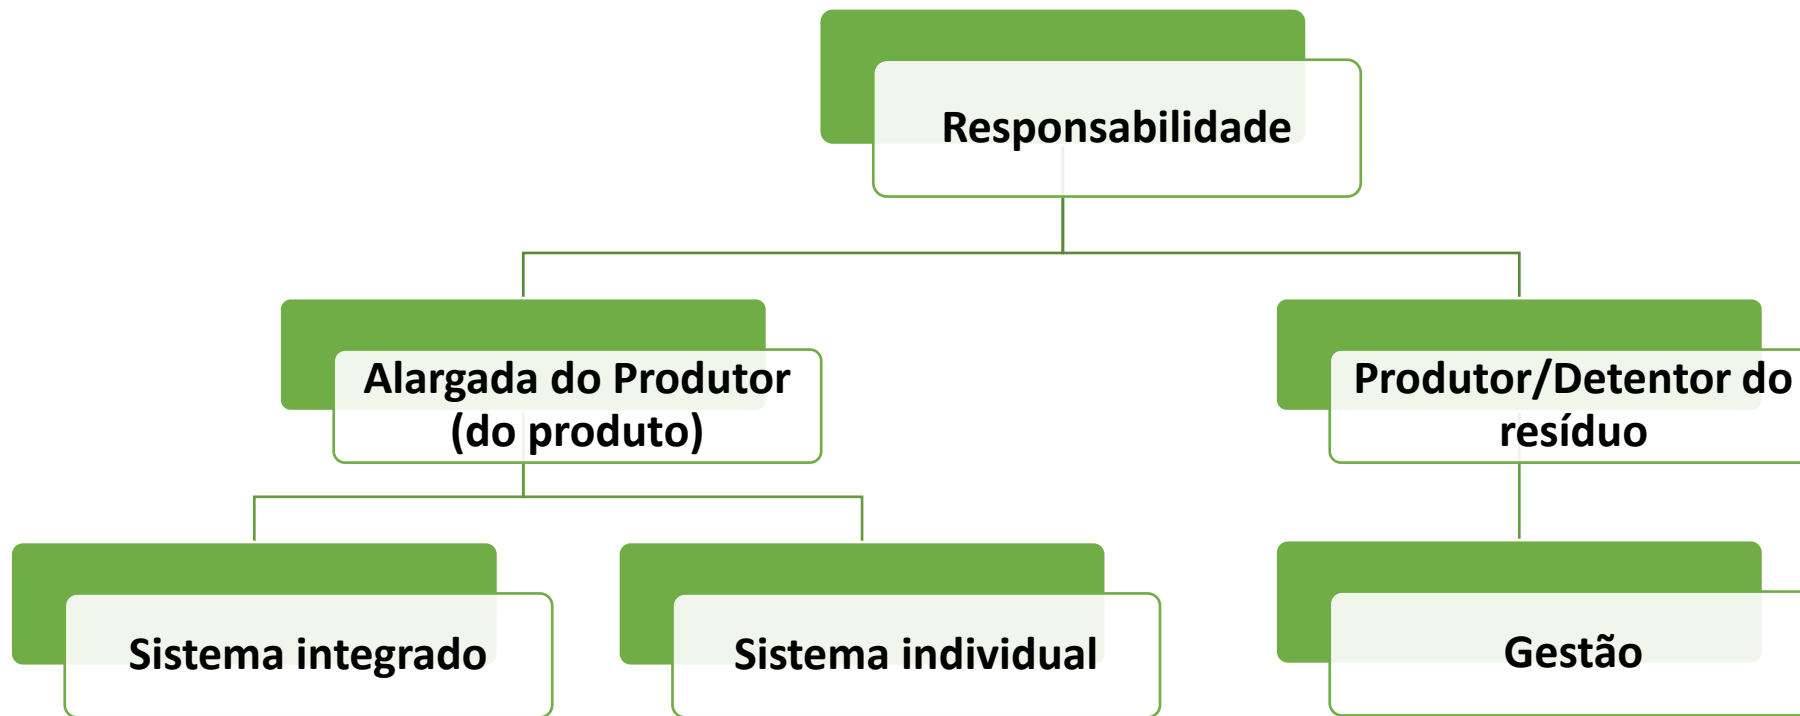 Responsabilidade
Alargada do Produtor
(do produto)
Produtor/Detentor do
resíduo
Sistema integrado
Sistema individual
Gestão